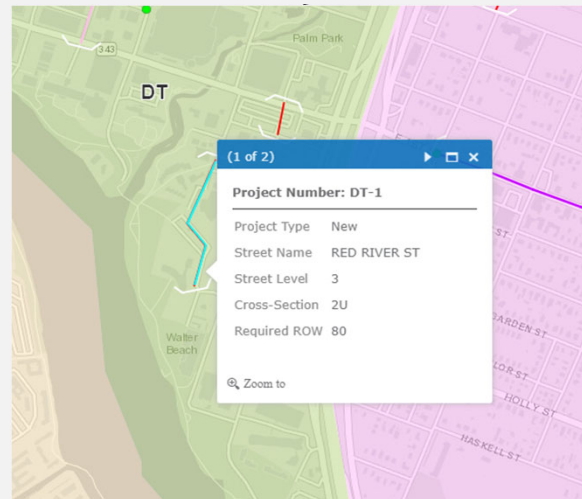 Palm Park
343
DT
(1 of 2)
Project Number: DT-1
Project Type New
Street Name RED RIVER ST
Street Level 3
Cross-Section 2U
Required ROW 80
Zoom to
Walter
Beach
ST
GARDEN ST
ST
HOLLY ST
HASKELL ST